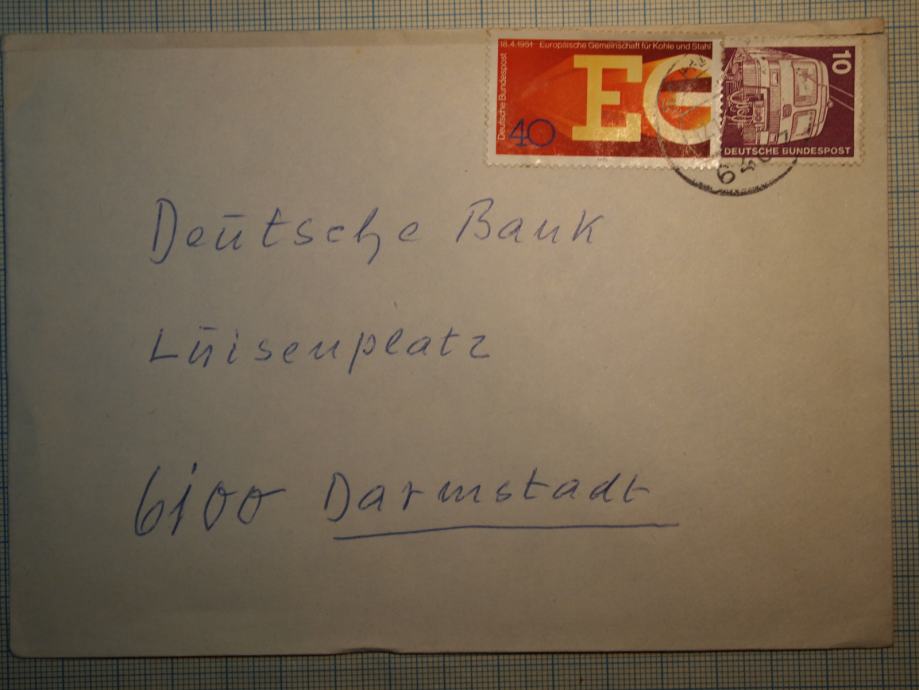 18.4.1951 · Europäische Gemeinschaft für Kohle und Stahl
Deutsche Bundespost
EG
40
10
DEUTSCHE BUNDESPOST
Deutsche Bank
Luisenplatz
6100 Darmstadt